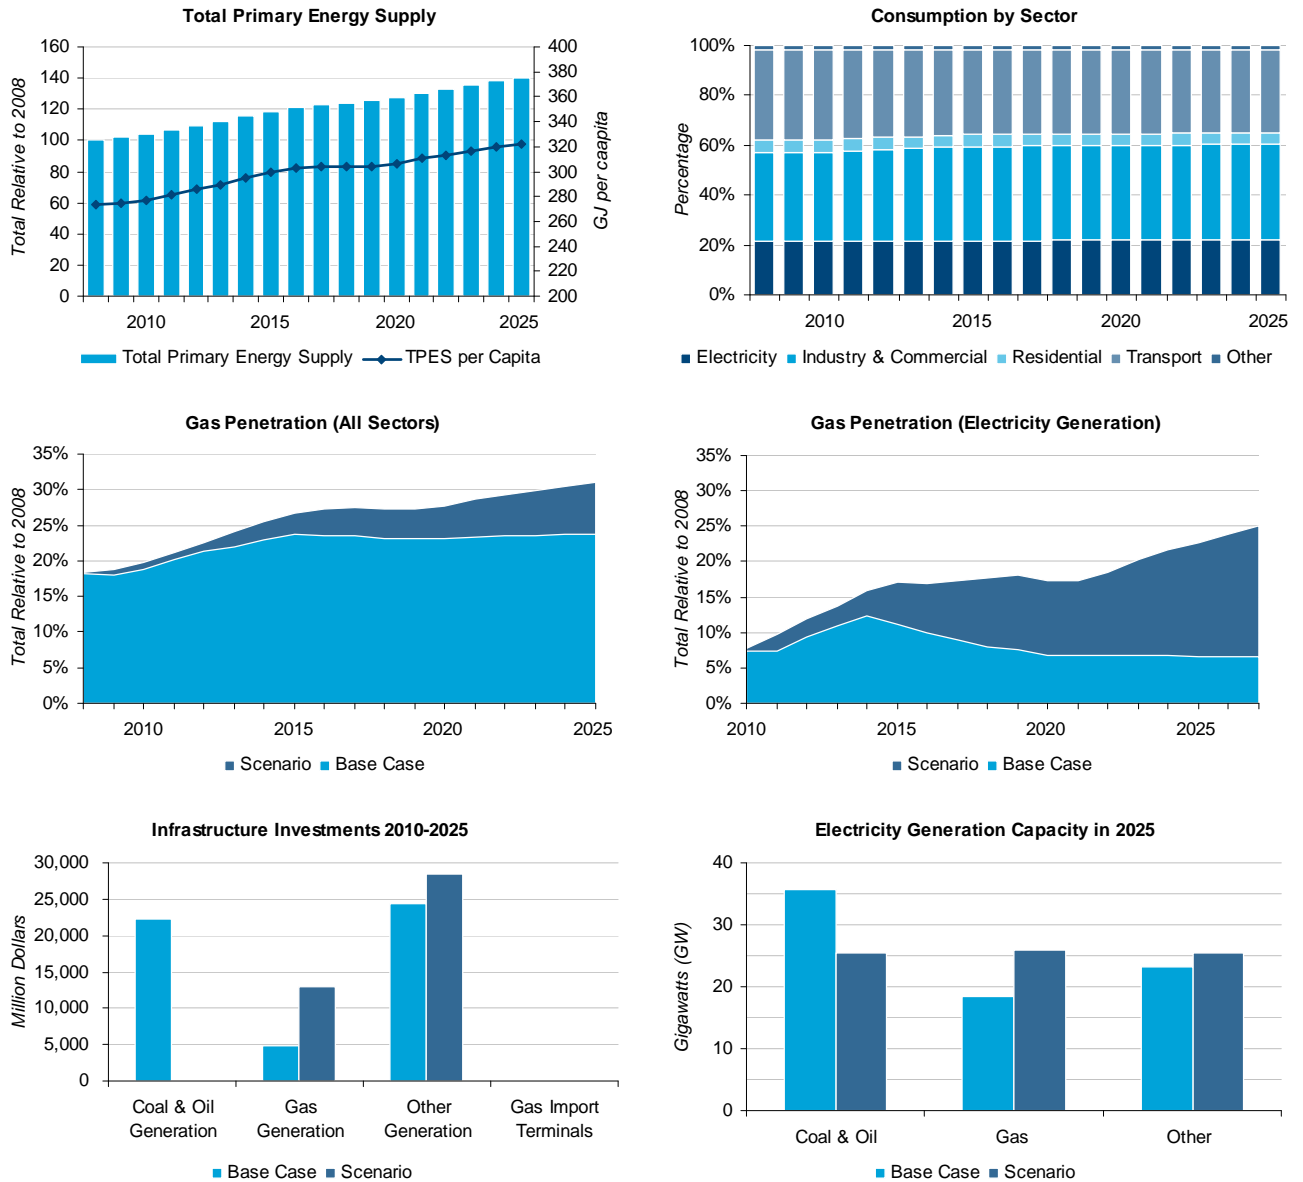 Total Primary Energy Supply
160
140
120
100
80
60
40
20
0
Total Relative to 2008
400
380
360
340
320
300
280
260
240
220
200
GJ per caapita
2010 2015 2020 2025
Total Primary Energy Supply TPES per Capita
Consumption by Sector
100%
80%
60%
40%
20%
0%
Percentage
2010 2015 2020 2025
Electricity Industry & Commercial Residential Transport Other
Gas Penetration (All Sectors)
35%
30%
25%
20%
15%
10%
5%
0%
Total Relative to 2008
2010 2015 2020 2025
Scenario Base Case
Gas Penetration (Electricity Generation)
35%
30%
25%
20%
15%
10%
5%
0%
Total Relative to 2008
2010 2015 2020 2025
Scenario Base Case
Infrastructure Investments 2010-2025
30,000
25,000
20,000
15,000
10,000
5,000
0
Million Dollars
Coal & Oil Generation
Gas Generation
Other Generation
Gas Import Terminals
Base Case Scenario
Electricity Generation Capacity in 2025
40
30
20
10
0
Gigawatts (GW)
Coal & Oil Gas Other
Base Case Scenario